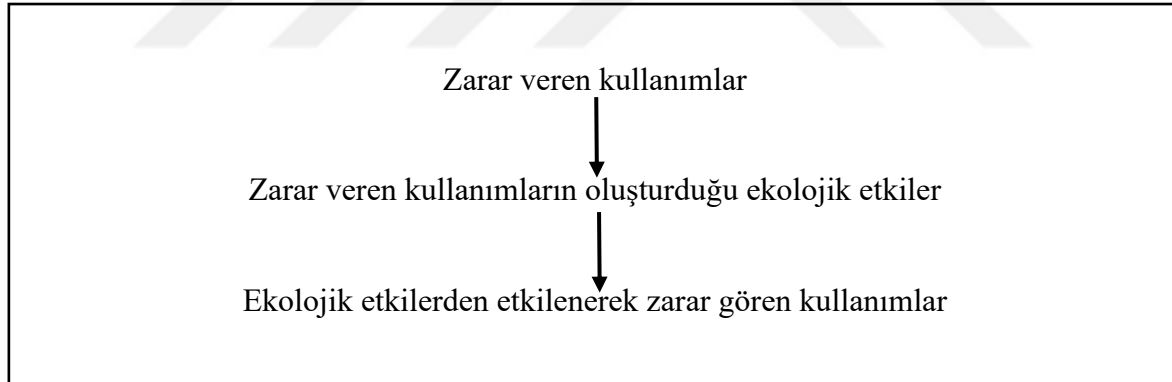 Zarar veren kullanımlar
Zarar veren kullanımların oluşturduğu ekolojik etkiler
Ekolojik etkilerden etkilenerek zarar gören kullanımlar